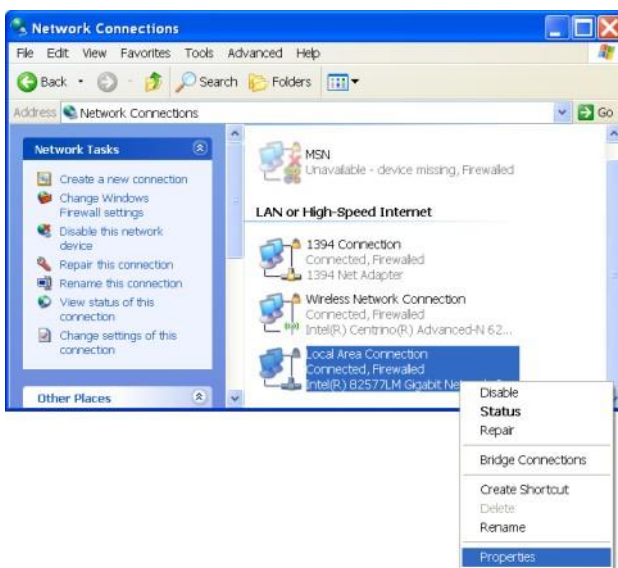 Network Connections
File Edit View Favorites Tools Advanced Help
Back Search Folders
Address Network Connections Go
Network Tasks
Create a new connection
Change Windows
Firewall settings
Disable this network
device
Repair this connection
Rename this connection
View status of this
connection
Change settings of this
connection
Other Places
MSN
Unavailable - device missing, Firewalled
LAN or High-Speed Internet
1394 Connection
Connected, Firewalled
1394 Net Adapter
Wireless Network Connection
Connected, Firewalled
Intel(R) Centrino(R) Advanced-N 62...
Local Area Connection
Connected, Firewalled
Intel(R) 82577LM Gigabit
Disable
Status
Repair
Bridge Connections
Create Shortcut
Delete
Rename
Properties